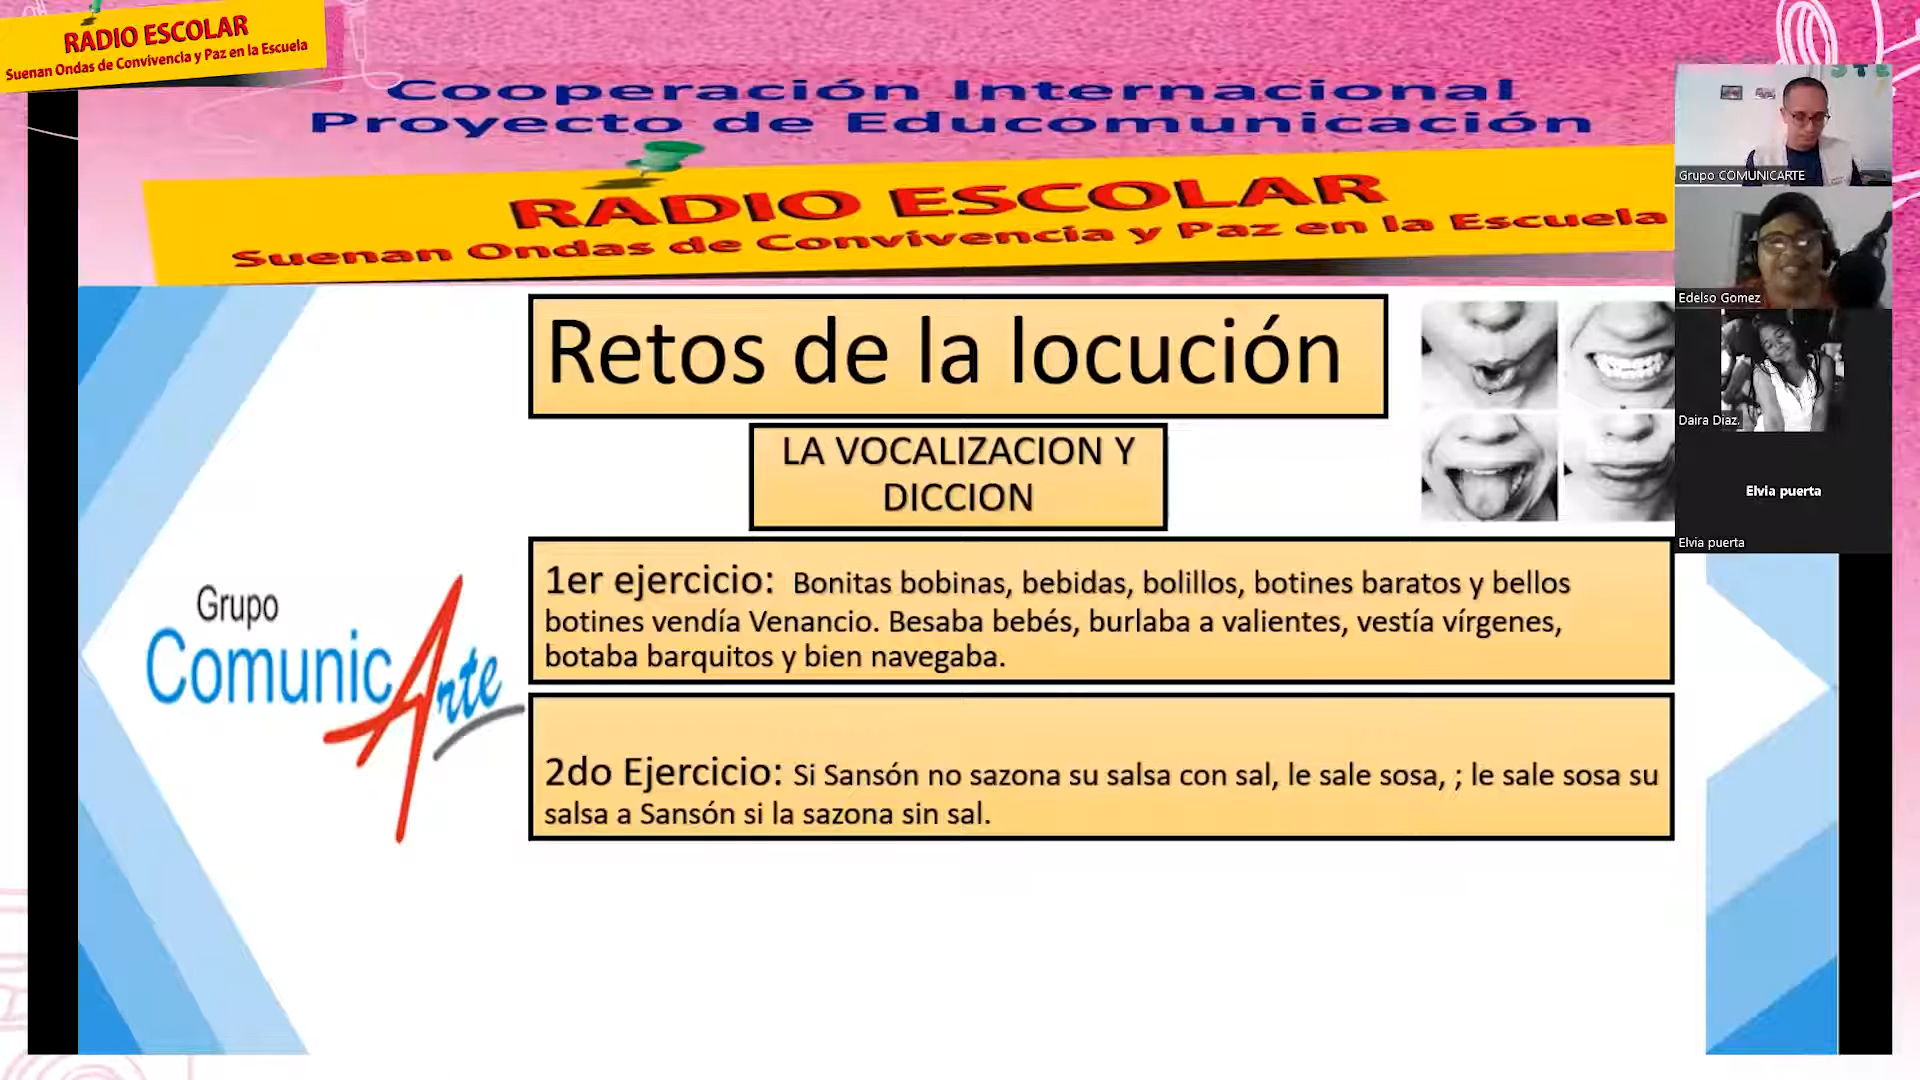 RADIO ESCOLAR
Suenan Ondas de Convivencia y Paz en la Escuela
Cooperación Internacional
Proyecto de Educomunicación
RADIO ESCOLAR
Suenan Ondas de Convivencia y Paz en la Escuela
Retos de la locución
LA VOCALIZACION Y
DICCION
1er ejercicio: Bonitas bobinas, bebidas, bolillos, botines baratos y bellos
botines vendía Venancio. Besaba bebés, burlaba a valientes, vestía vírgenes,
botaba barquitos y bien navegaba.
2do Ejercicio: Si Sansón no sazona su salsa con sal, le sale sosa, ; le sale sosa su
salsa a Sansón si la sazona sin sal.
Grupo
ComunicArte
Grupo COMUNICARTE
Edelso Gomez
Daira Diaz.
Elvia puerta
Elvia puerta